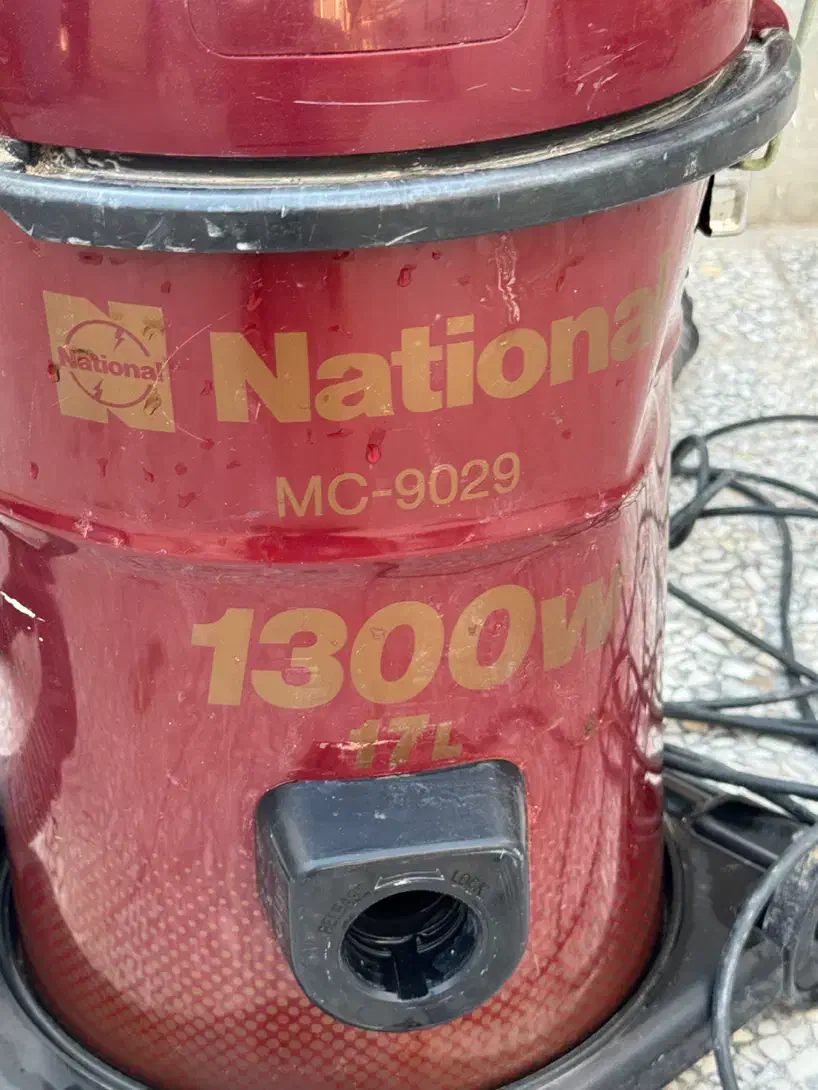 National
National
MC-9029
1300W
17L
RELEASE LOCK